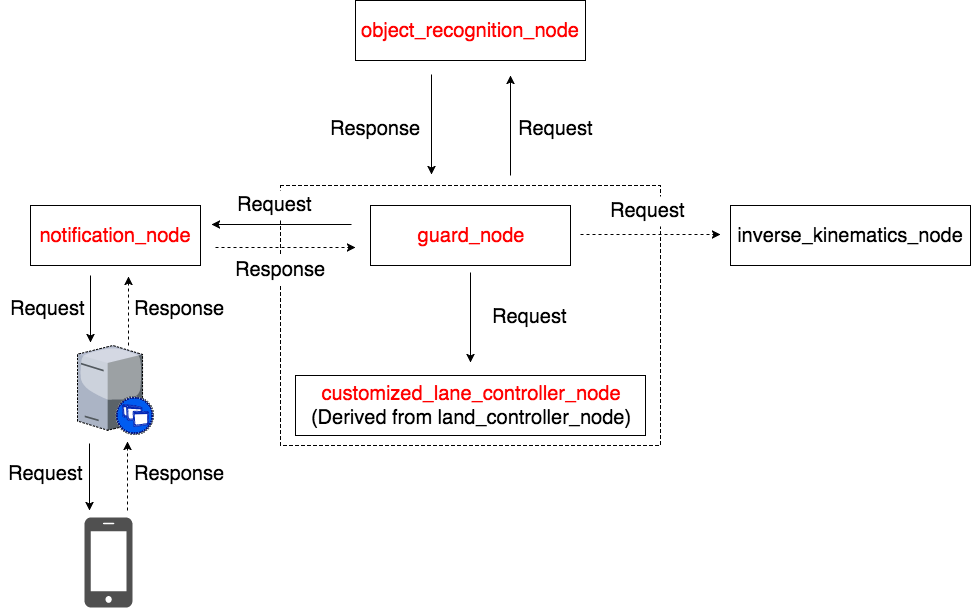 object_recognition_node
Response
Request
Request
Request
notification_node
guard_node
inverse_kinematics_node
Response
Request
Response
Request
customized_lane_controller_node
(Derived from land_controller_node)
Request
Response